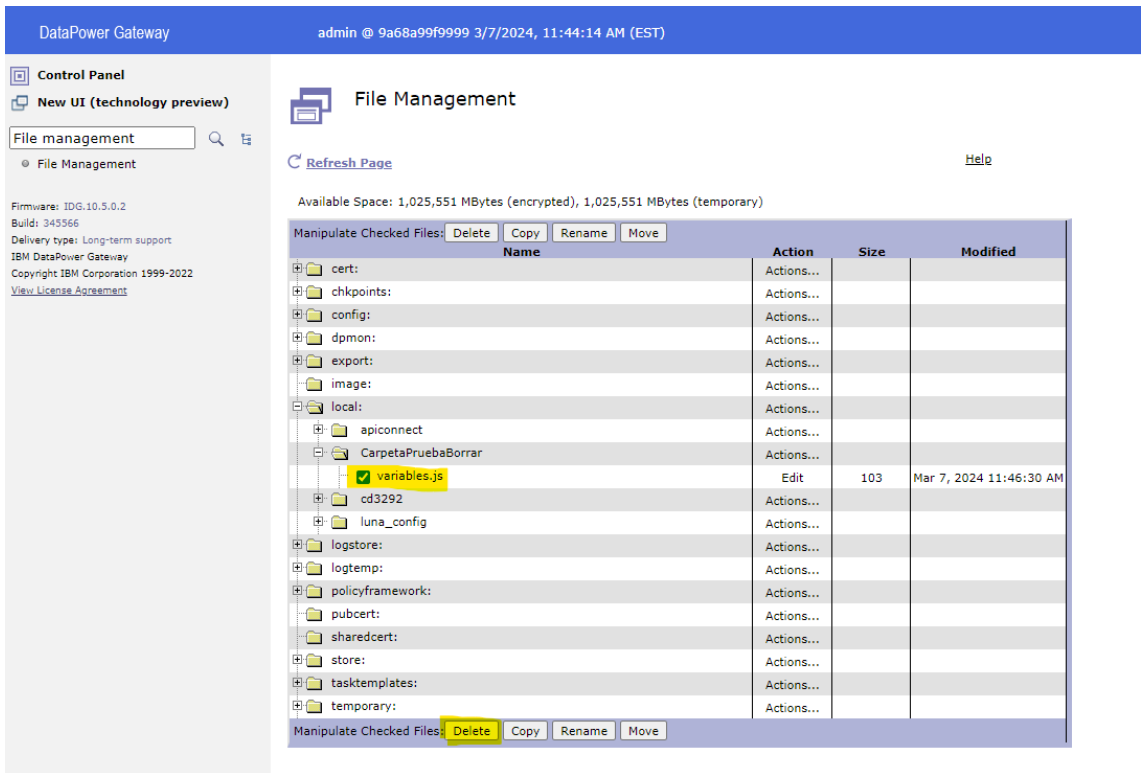 DataPower Gateway
admin @ 9a68a99f9999 3/7/2024, 11:44:14 AM (EST)
Control Panel
New UI (technology preview)
File management
File Management
Firmware: IDG.10.5.0.2
Build: 345566
Delivery type: Long-term support
IBM DataPower Gateway
Copyright IBM Corporation 1999-2022
View License Agreement
File Management
Refresh Page
Help
Available Space: 1,025,551 MBytes (encrypted), 1,025,551 MBytes (temporary)
Manipulate Checked Files: Delete Copy Rename Move
Name Action Size Modified
cert: Actions...
chkpoints: Actions...
config: Actions...
dpmon: Actions...
export: Actions...
image: Actions...
local: Actions...
apiconnect Actions...
CarpetaPruebaBorrar Actions...
variables.js Edit 103 Mar 7, 2024 11:46:30 AM
cd3292 Actions...
luna_config Actions...
logstore: Actions...
logtemp: Actions...
policyframework: Actions...
pubcert: Actions...
sharedcert: Actions...
store: Actions...
tasktemplates: Actions...
temporary: Actions...
Manipulate Checked Files: Delete Copy Rename Move